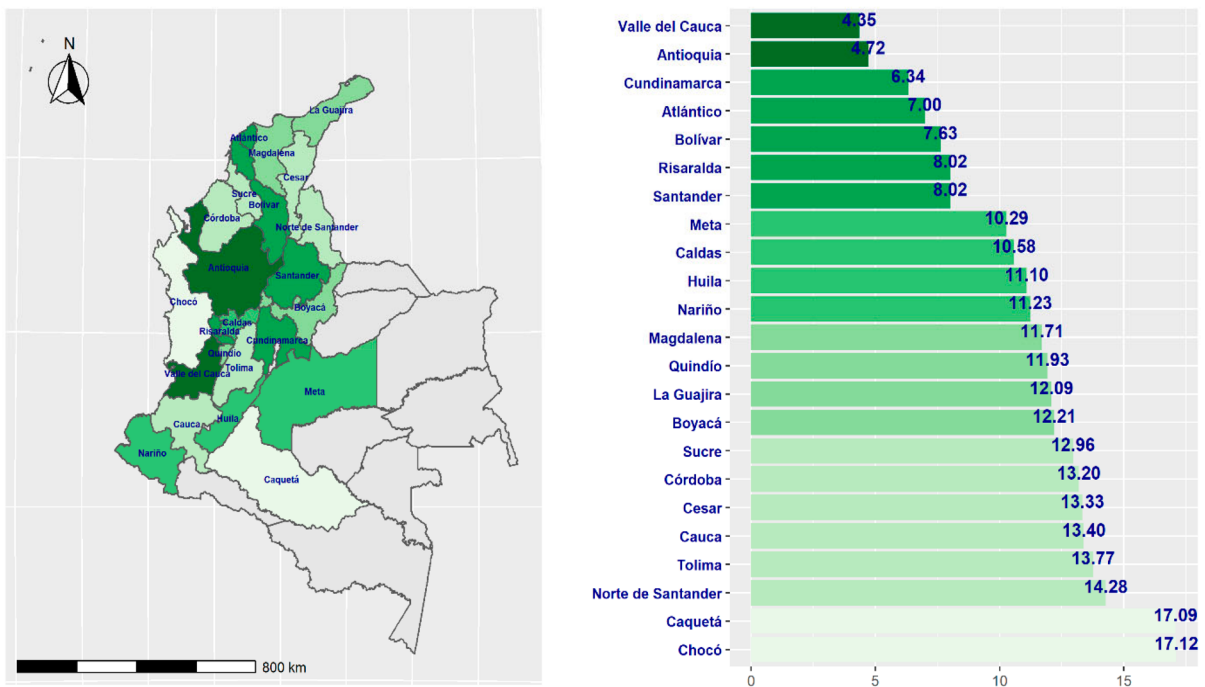 N
La Guajira
Atlántico
Magdalena
Cesar
Sucre
Bolívar
Córdoba
Norte de Santander
Antioquia
Santander
Chocó
Boyacá
Caldas
Risaralda
Cundinamarca
Quindío
Tolima
Valle del Cauca
Meta
Huila
Cauca
Nariño
Caquetá
800 km
Valle del Cauca 4.35
Antioquia 4.72
Cundinamarca 6.34
Atlántico 7.00
Bolívar 7.63
Risaralda 8.02
Santander 8.02
Meta 10.29
Caldas 10.58
Huila 11.10
Nariño 11.23
Magdalena 11.71
Quindío 11.93
La Guajira 12.09
Boyacá 12.21
Sucre 12.96
Córdoba 13.20
Cesar 13.33
Cauca 13.40
Tolima 13.77
Norte de Santander 14.28
Caquetá 17.09
Chocó 17.12
0 5 10 15